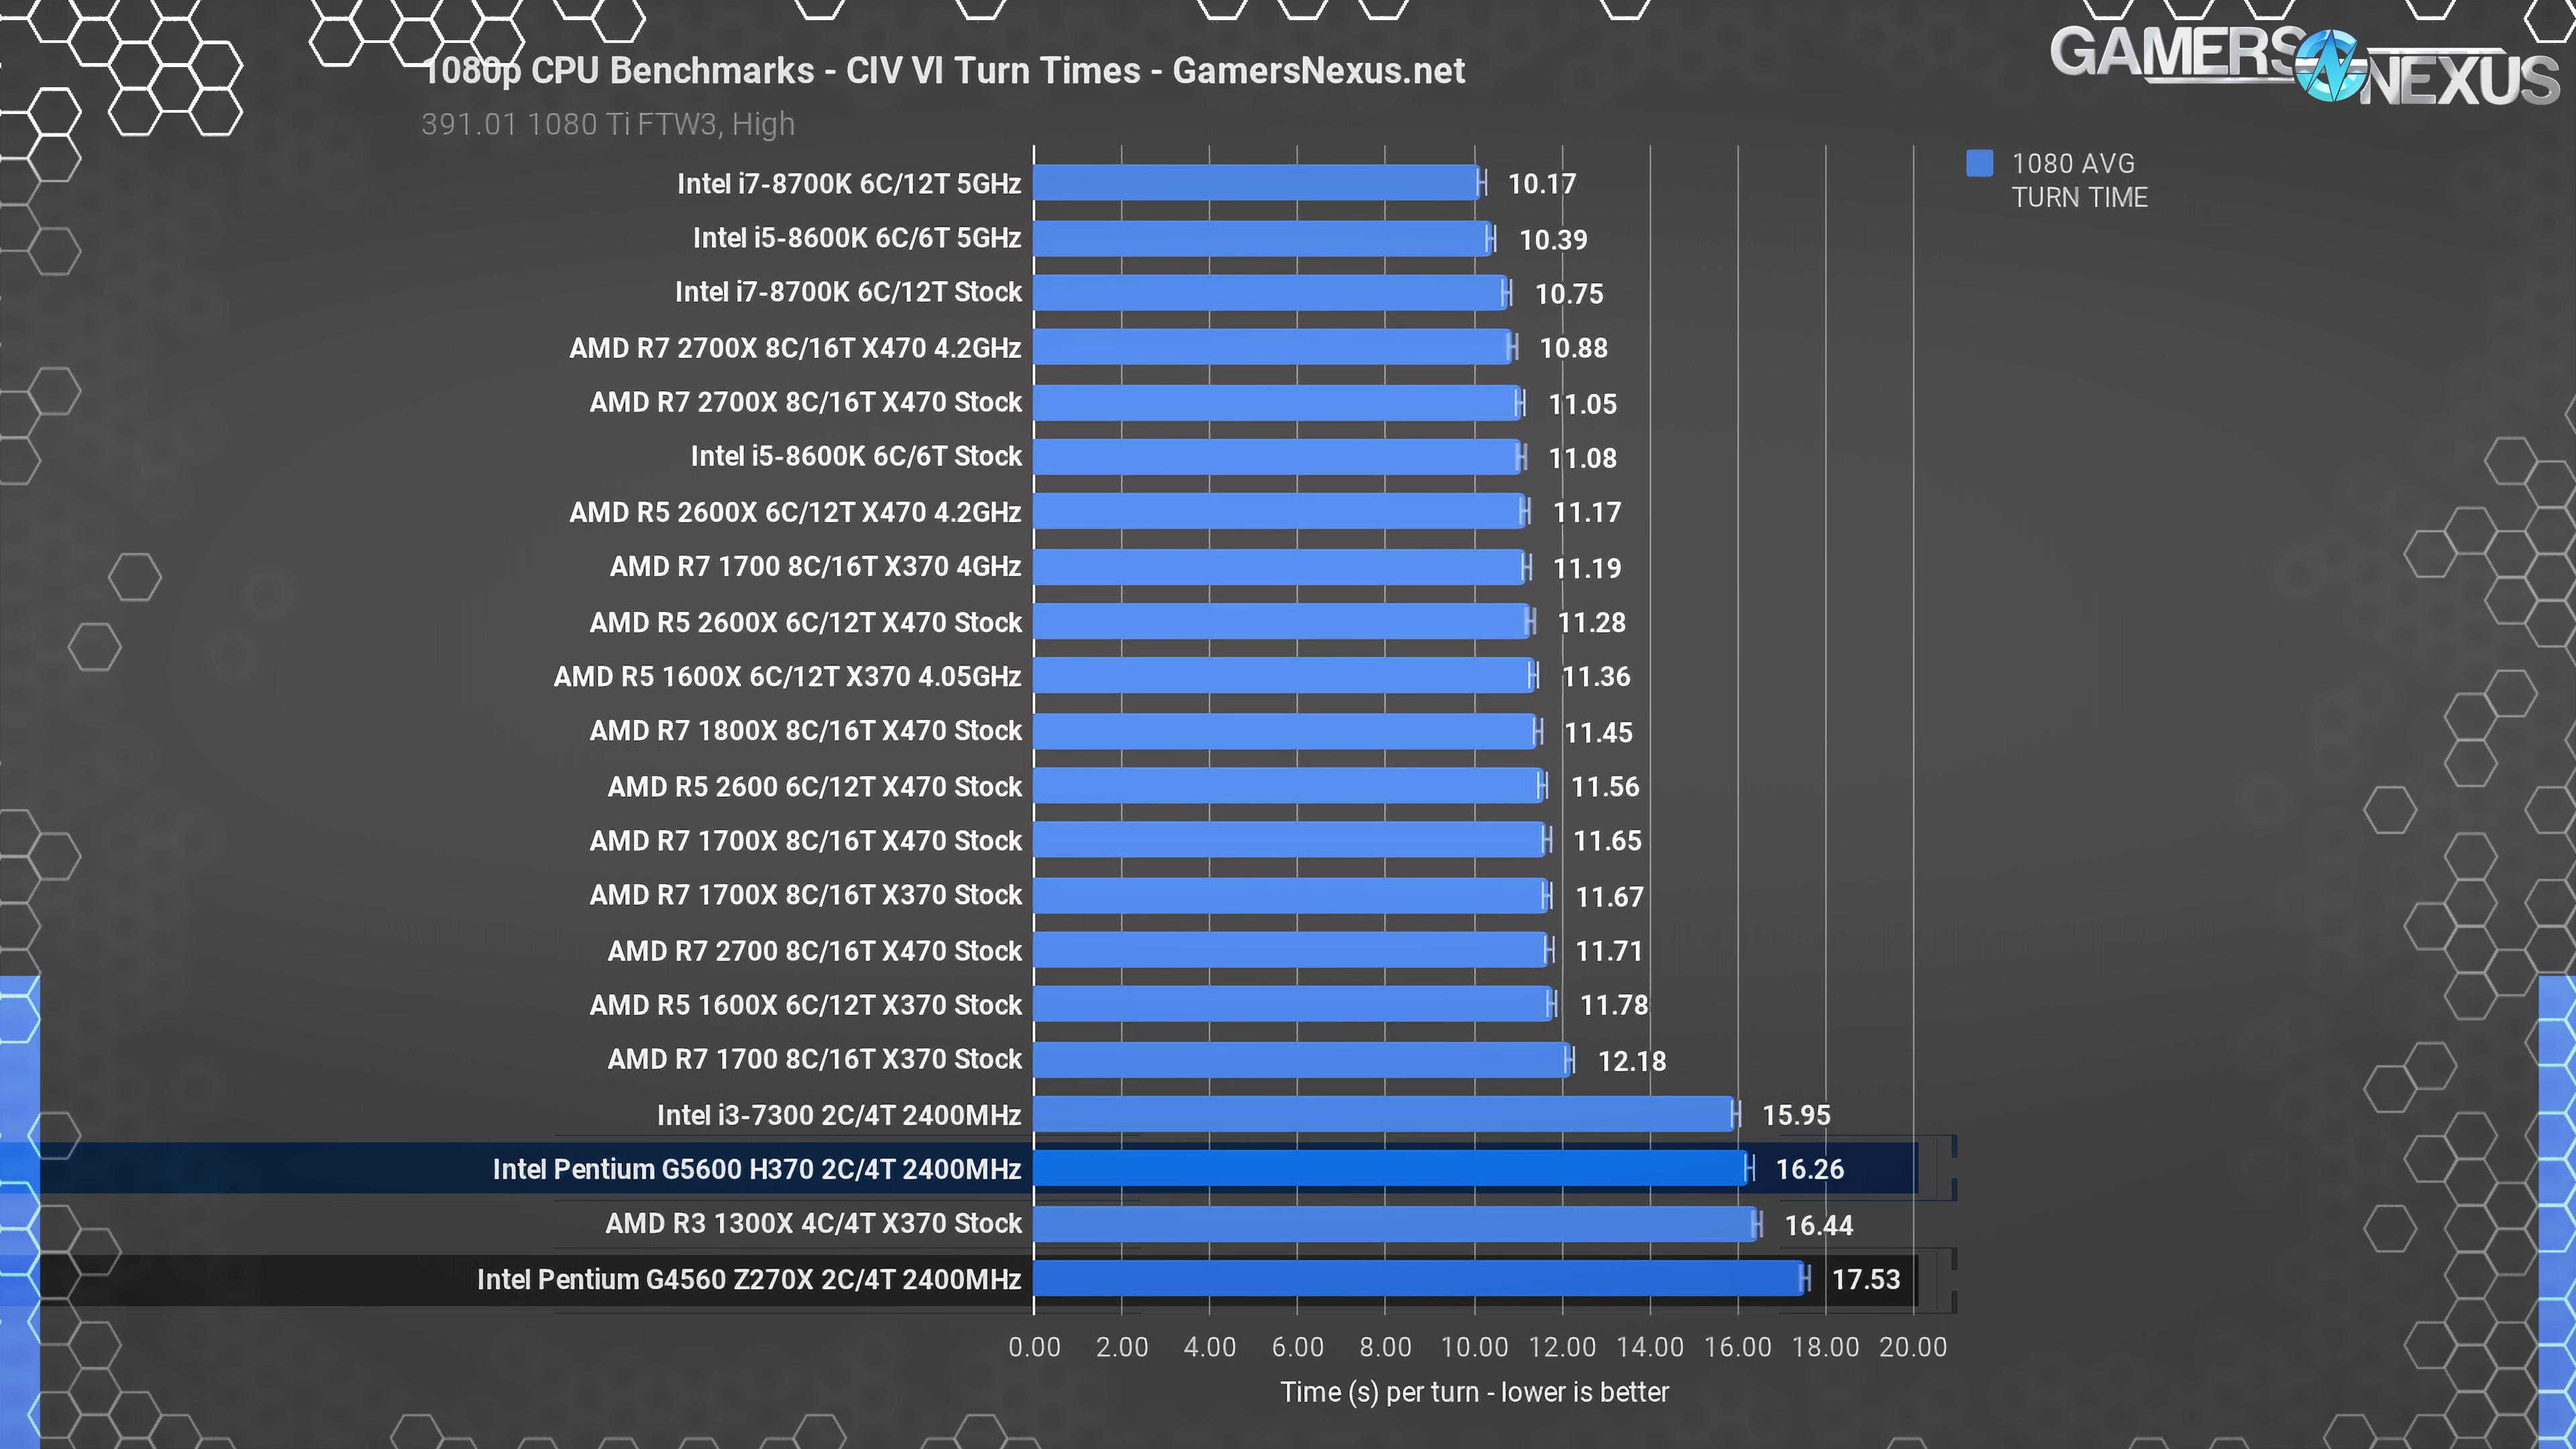 1080p CPU Benchmarks - CIV VI Turn Times - GamersNexus.net
391.01 1080 Ti FTW3, High
GAMERS NEXUS
1080 AVG
TURN TIME
Intel i7-8700K 6C/12T 5GHz 10.17
Intel i5-8600K 6C/6T 5GHz 10.39
Intel i7-8700K 6C/12T Stock 10.75
AMD R7 2700X 8C/16T X470 4.2GHz 10.88
AMD R7 2700X 8C/16T X470 Stock 11.05
Intel i5-8600K 6C/6T Stock 11.08
AMD R5 2600X 6C/12T X470 4.2GHz 11.17
AMD R7 1700 8C/16T X370 4GHz 11.19
AMD R5 2600X 6C/12T X470 Stock 11.28
AMD R5 1600X 6C/12T X370 4.05GHz 11.36
AMD R7 1800X 8C/16T X470 Stock 11.45
AMD R5 2600 6C/12T X470 Stock 11.56
AMD R7 1700X 8C/16T X470 Stock 11.65
AMD R7 1700X 8C/16T X370 Stock 11.67
AMD R7 2700 8C/16T X470 Stock 11.71
AMD R5 1600X 6C/12T X370 Stock 11.78
AMD R7 1700 8C/16T X370 Stock 12.18
Intel i3-7300 2C/4T 2400MHz 15.95
Intel Pentium G5600 H370 2C/4T 2400MHz 16.26
AMD R3 1300X 4C/4T X370 Stock 16.44
Intel Pentium G4560 Z270X 2C/4T 2400MHz 17.53
0.00 2.00 4.00 6.00 8.00 10.00 12.00 14.00 16.00 18.00 20.00
Time (s) per turn - lower is better